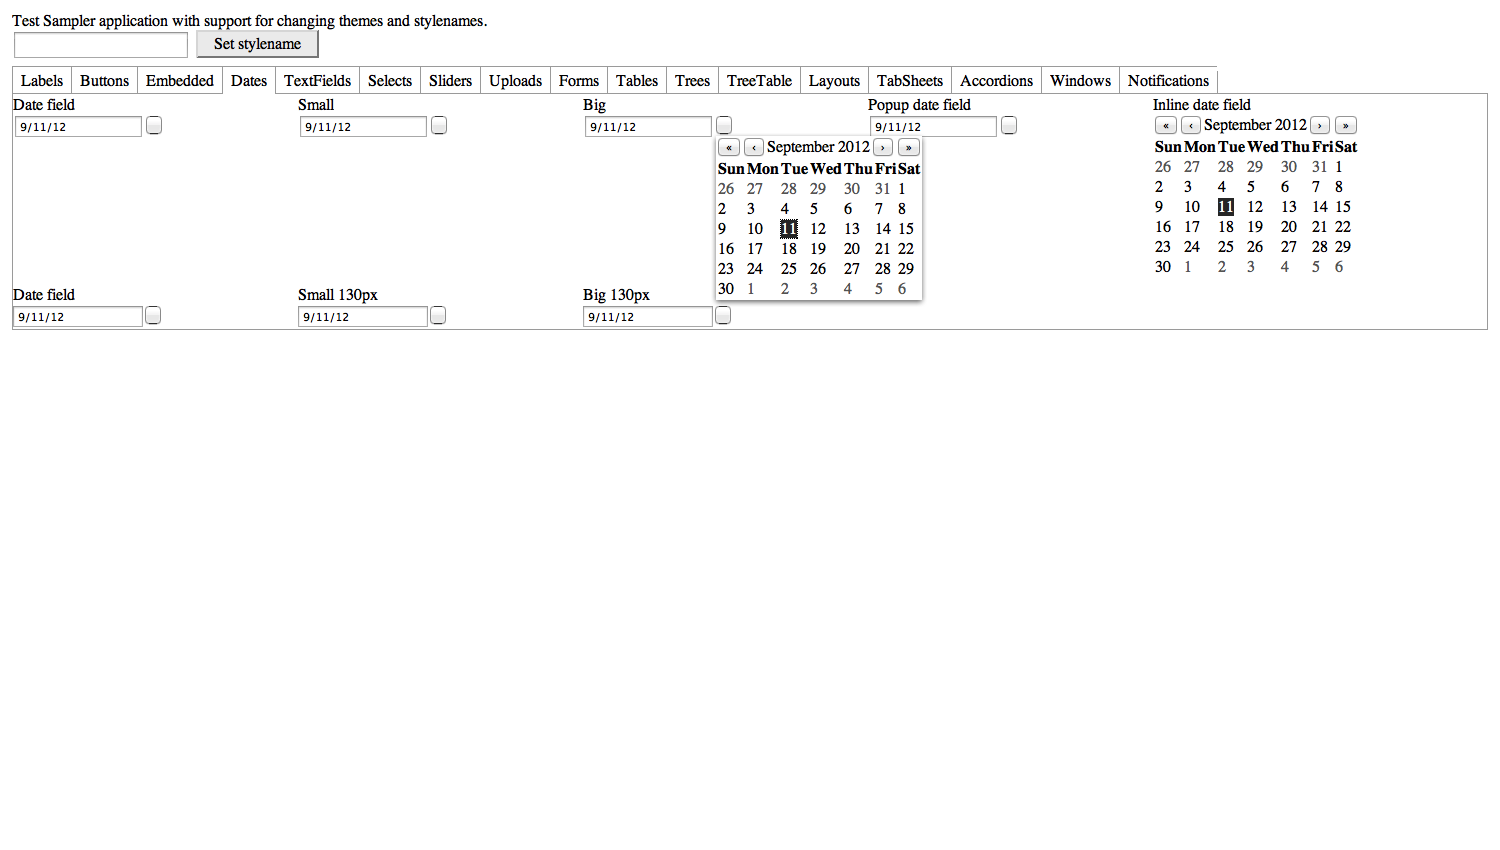 Test Sampler application with support for changing themes and stylenames.
Set stylename
Labels Buttons Embedded Dates TextFields Selects Sliders Uploads Forms Tables Trees TreeTable Layouts TabSheets Accordions Windows Notifications
Date field Small Big Popup date field Inline date field
9/11/12 9/11/12 9/11/12 9/11/12
« ‹ September 2012 › »
Sun Mon Tue Wed Thu Fri Sat
26 27 28 29 30 31 1
2 3 4 5 6 7 8
9 10 11 12 13 14 15
16 17 18 19 20 21 22
23 24 25 26 27 28 29
30 1 2 3 4 5 6
« ‹ September 2012 › »
Sun Mon Tue Wed Thu Fri Sat
26 27 28 29 30 31 1
2 3 4 5 6 7 8
9 10 11 12 13 14 15
16 17 18 19 20 21 22
23 24 25 26 27 28 29
30 1 2 3 4 5 6
Date field Small 130px Big 130px
9/11/12 9/11/12 9/11/12